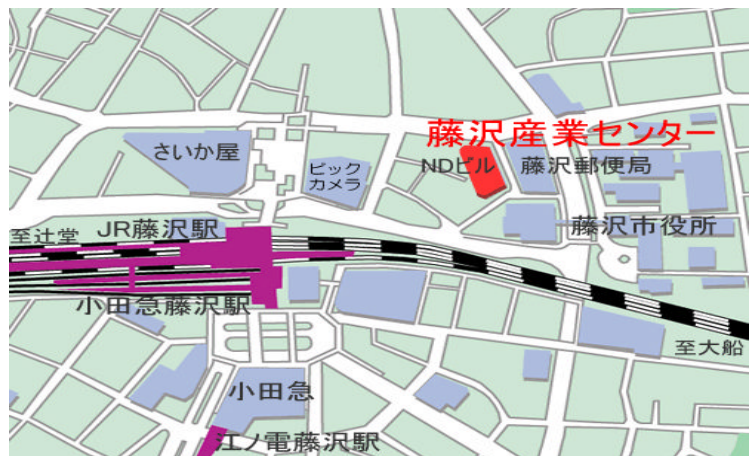 藤沢産業センター
さいか屋
ビック
カメラ
NDビル
藤沢郵便局
JR藤沢駅
至辻堂
藤沢市役所
小田急藤沢駅
至大船
小田急
江ノ電藤沢駅